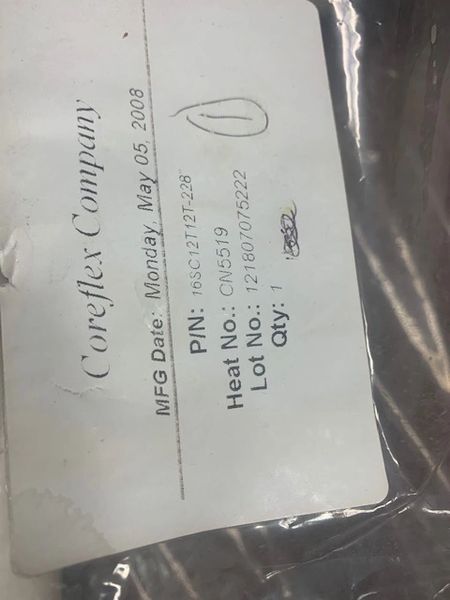 Coreflex Company
MFG Date: Monday, May 05, 2008
P/N: 16SC12T12T-228"
Heat No.: CN5519
Lot No.: 121807075222
Qty: 1